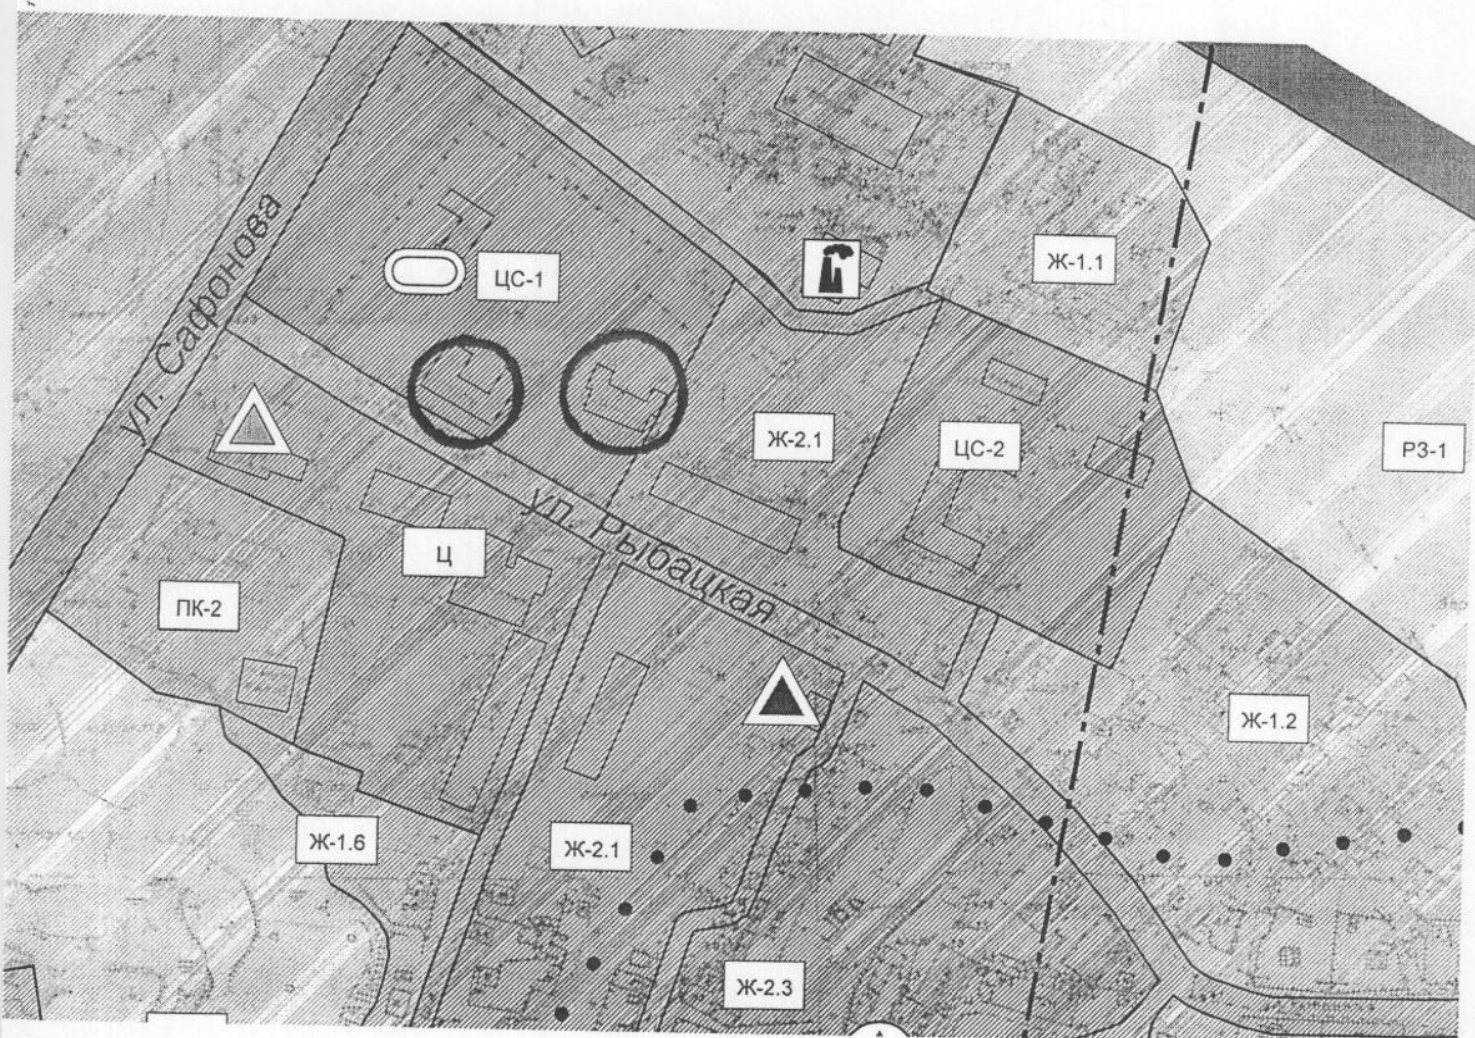 ул. Сафонова
ЦС-1
Ж-1.1
Ж-2.1
ЦС-2
РЗ-1
Ц
ул. Рыбацкая
ПК-2
Ж-1.2
Ж-1.6
Ж-2.1
Ж-2.3